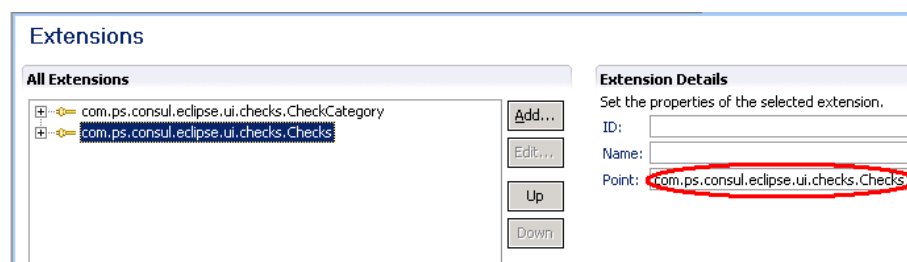 Extensions
All Extensions
com.ps.consul.eclipse.ui.checks.CheckCategory
com.ps.consul.eclipse.ui.checks.Checks
Add...
Edit...
Up
Down
Extension Details
Set the properties of the selected extension.
ID:
Name:
Point: com.ps.consul.eclipse.ui.checks.Checks